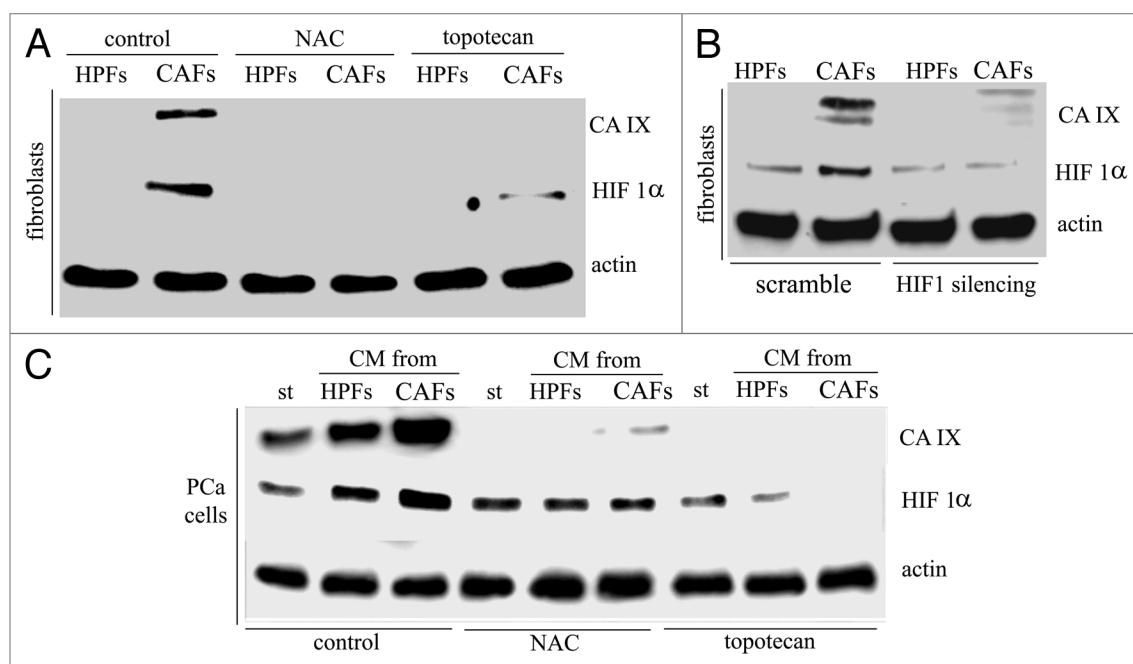 A
control NAC topotecan
HPFs CAFs HPFs CAFs HPFs CAFs
fibroblasts
CA IX
HIF 1α
actin
B
HPFs CAFs HPFs CAFs
fibroblasts
CA IX
HIF 1α
actin
scramble HIF1 silencing
C
CM from CM from CM from
st HPFs CAFs st HPFs CAFs st HPFs CAFs
CA IX
PCa
cells
HIF 1α
actin
control NAC topotecan